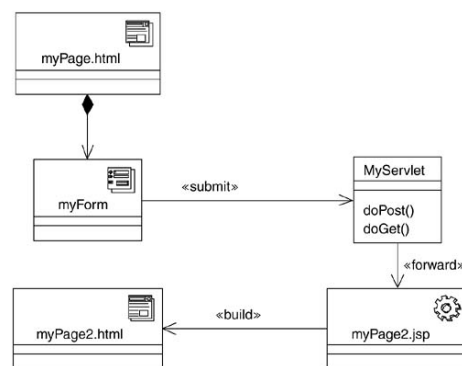 myPage.html
myForm
«submit»
MyServlet
doPost()
doGet()
«forward»
myPage2.html
«build»
myPage2.jsp